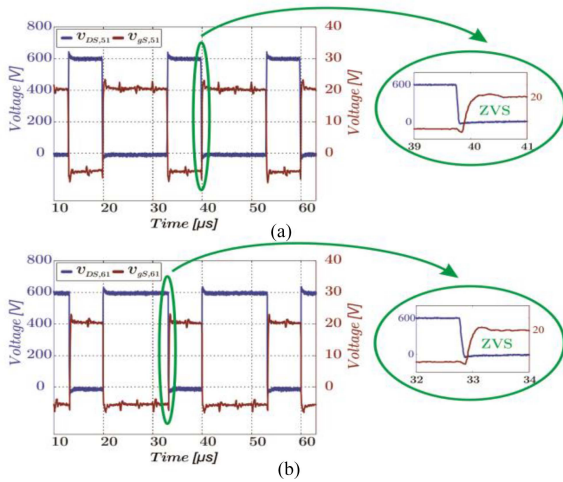 800
600
400
200
0
Voltage [V]
v_DS,51 v_gS,51
40
30
20
10
0
Voltage [V]
10 20 30 40 50 60
Time [μs]
600
0
ZVS
20
39 40 41
(a)
800
600
400
200
0
Voltage [V]
v_DS,61 v_gS,61
40
30
20
10
0
Voltage [V]
10 20 30 40 50 60
Time [μs]
600
0
ZVS
20
32 33 34
(b)